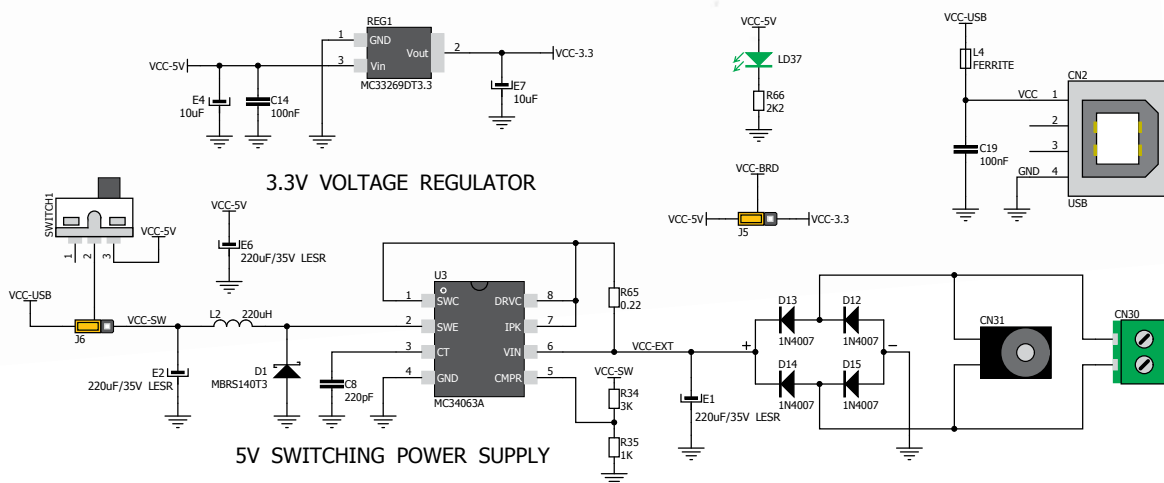 REG1
1
GND
Vout
2
VCC-3.3
VCC-5V
3
Vin
MC33269DT3.3
E4
10uF
C14
100nF
E7
10uF
3.3V VOLTAGE REGULATOR
VCC-5V
LD37
R66
2K2
VCC-USB
L4
FERRITE
CN2
VCC
1
2
3
C19
100nF
GND
4
USB
VCC-BRD
VCC-5V
VCC-3.3
J5
SWITCH1
1
2
3
VCC-5V
VCC-5V
E6
220uF/35V LESR
VCC-USB
J6
VCC-SW
L2
220uH
E2
220uF/35V LESR
D1
MBRS140T3
C8
220pF
U3
1
SWC
DRVC
8
2
SWE
IPK
7
3
CT
VIN
6
4
GND
CMPR
5
MC34063A
R65
0.22
VCC-EXT
VCC-SW
R34
3K
R35
1K
E1
220uF/35V LESR
D13
1N4007
D12
1N4007
+
-
D14
1N4007
D15
1N4007
CN31
CN30
5V SWITCHING POWER SUPPLY